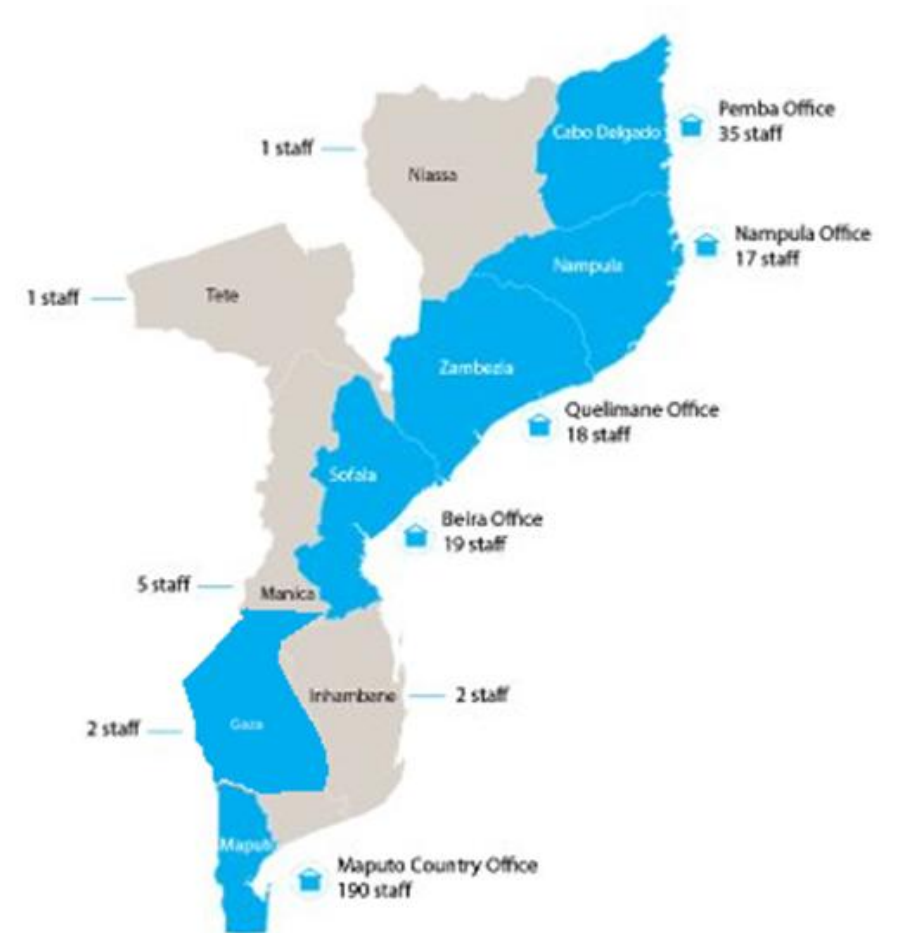 Pemba Office
35 staff
Cabo Delgado
1 staff
Niassa
Nampula Office
17 staff
Nampula
Tete
1 staff
Zambezia
Quelimane Office
18 staff
Sofala
Beira Office
19 staff
5 staff
Manica
Inhambane
2 staff
Gaza
2 staff
Maputo
Maputo Country Office
190 staff